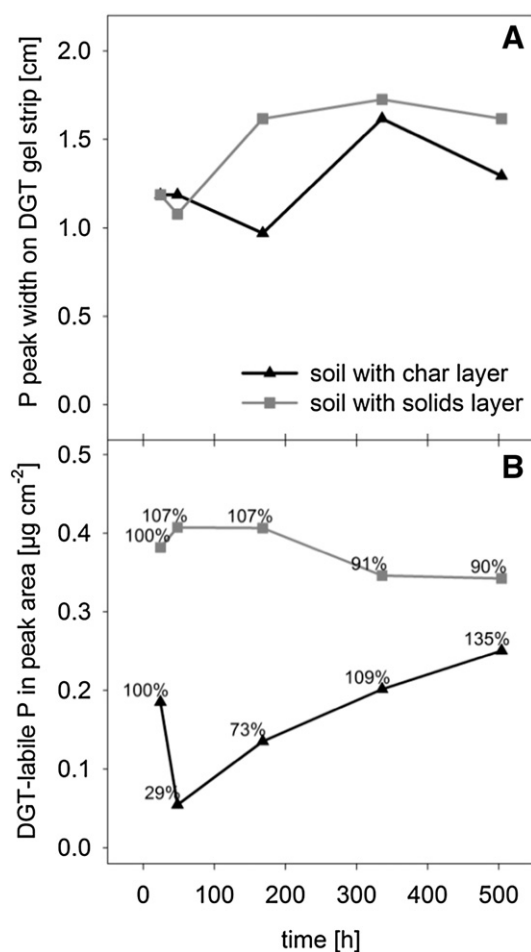 A
2.0
1.5
1.0
0.5
0.0
P peak width on DGT gel strip [cm]
soil with char layer
soil with solids layer
B
0.5
0.4
0.3
0.2
0.1
0.0
DGT-labile P in peak area [µg cm⁻²]
100%
107%
107%
91%
90%
100%
29%
73%
109%
135%
0 100 200 300 400 500
time [h]